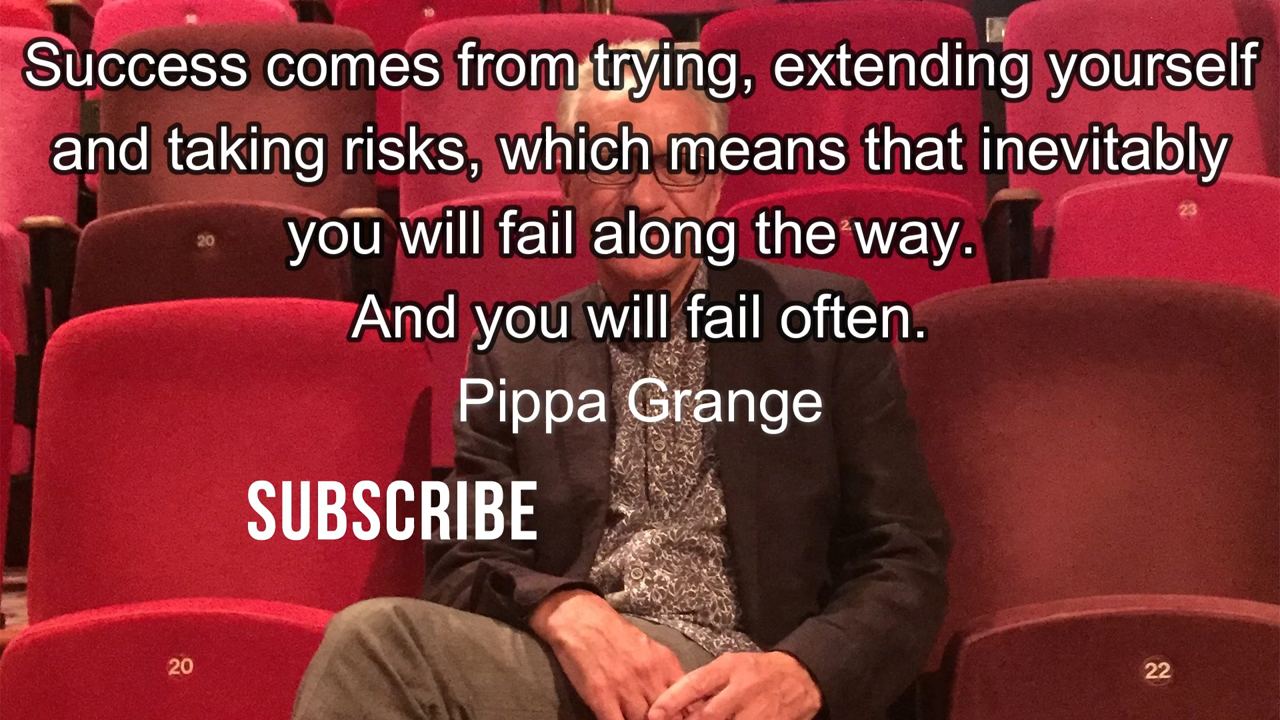 Success comes from trying, extending yourself
and taking risks, which means that inevitably
you will fail along the way.
And you will fail often.
Pippa Grange
SUBSCRIBE
23
20
20
22